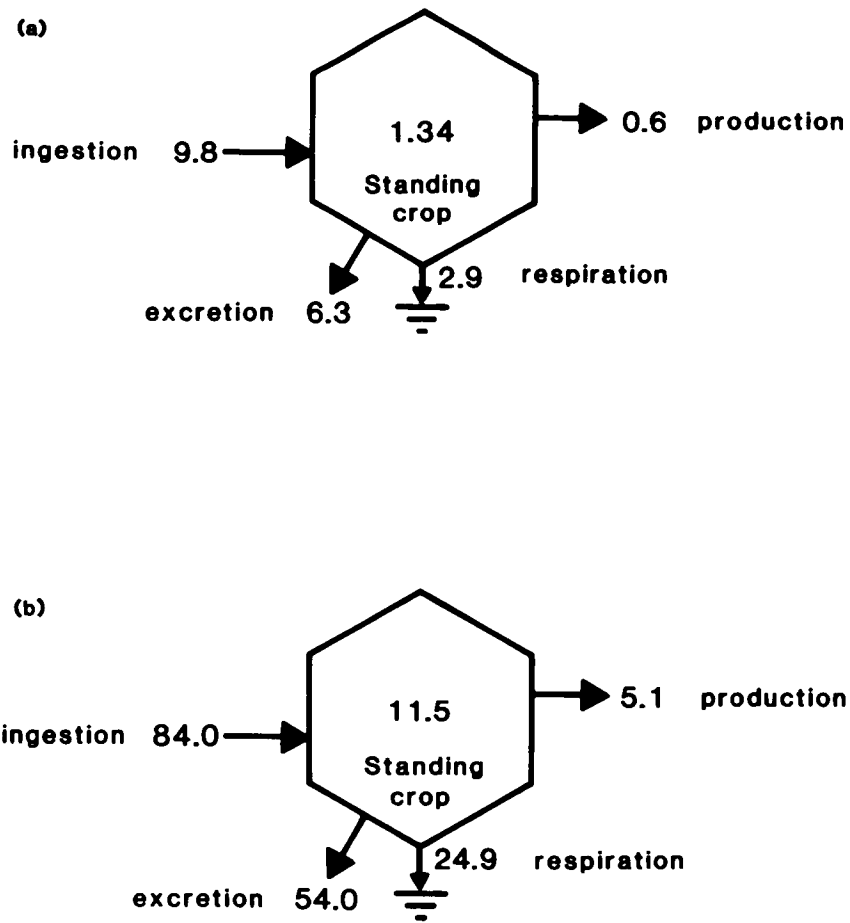 (a)
1.34
0.6 production
ingestion 9.8
Standing
crop
2.9 respiration
excretion 6.3
(b)
11.5
5.1 production
ingestion 84.0
Standing
crop
24.9 respiration
excretion 54.0